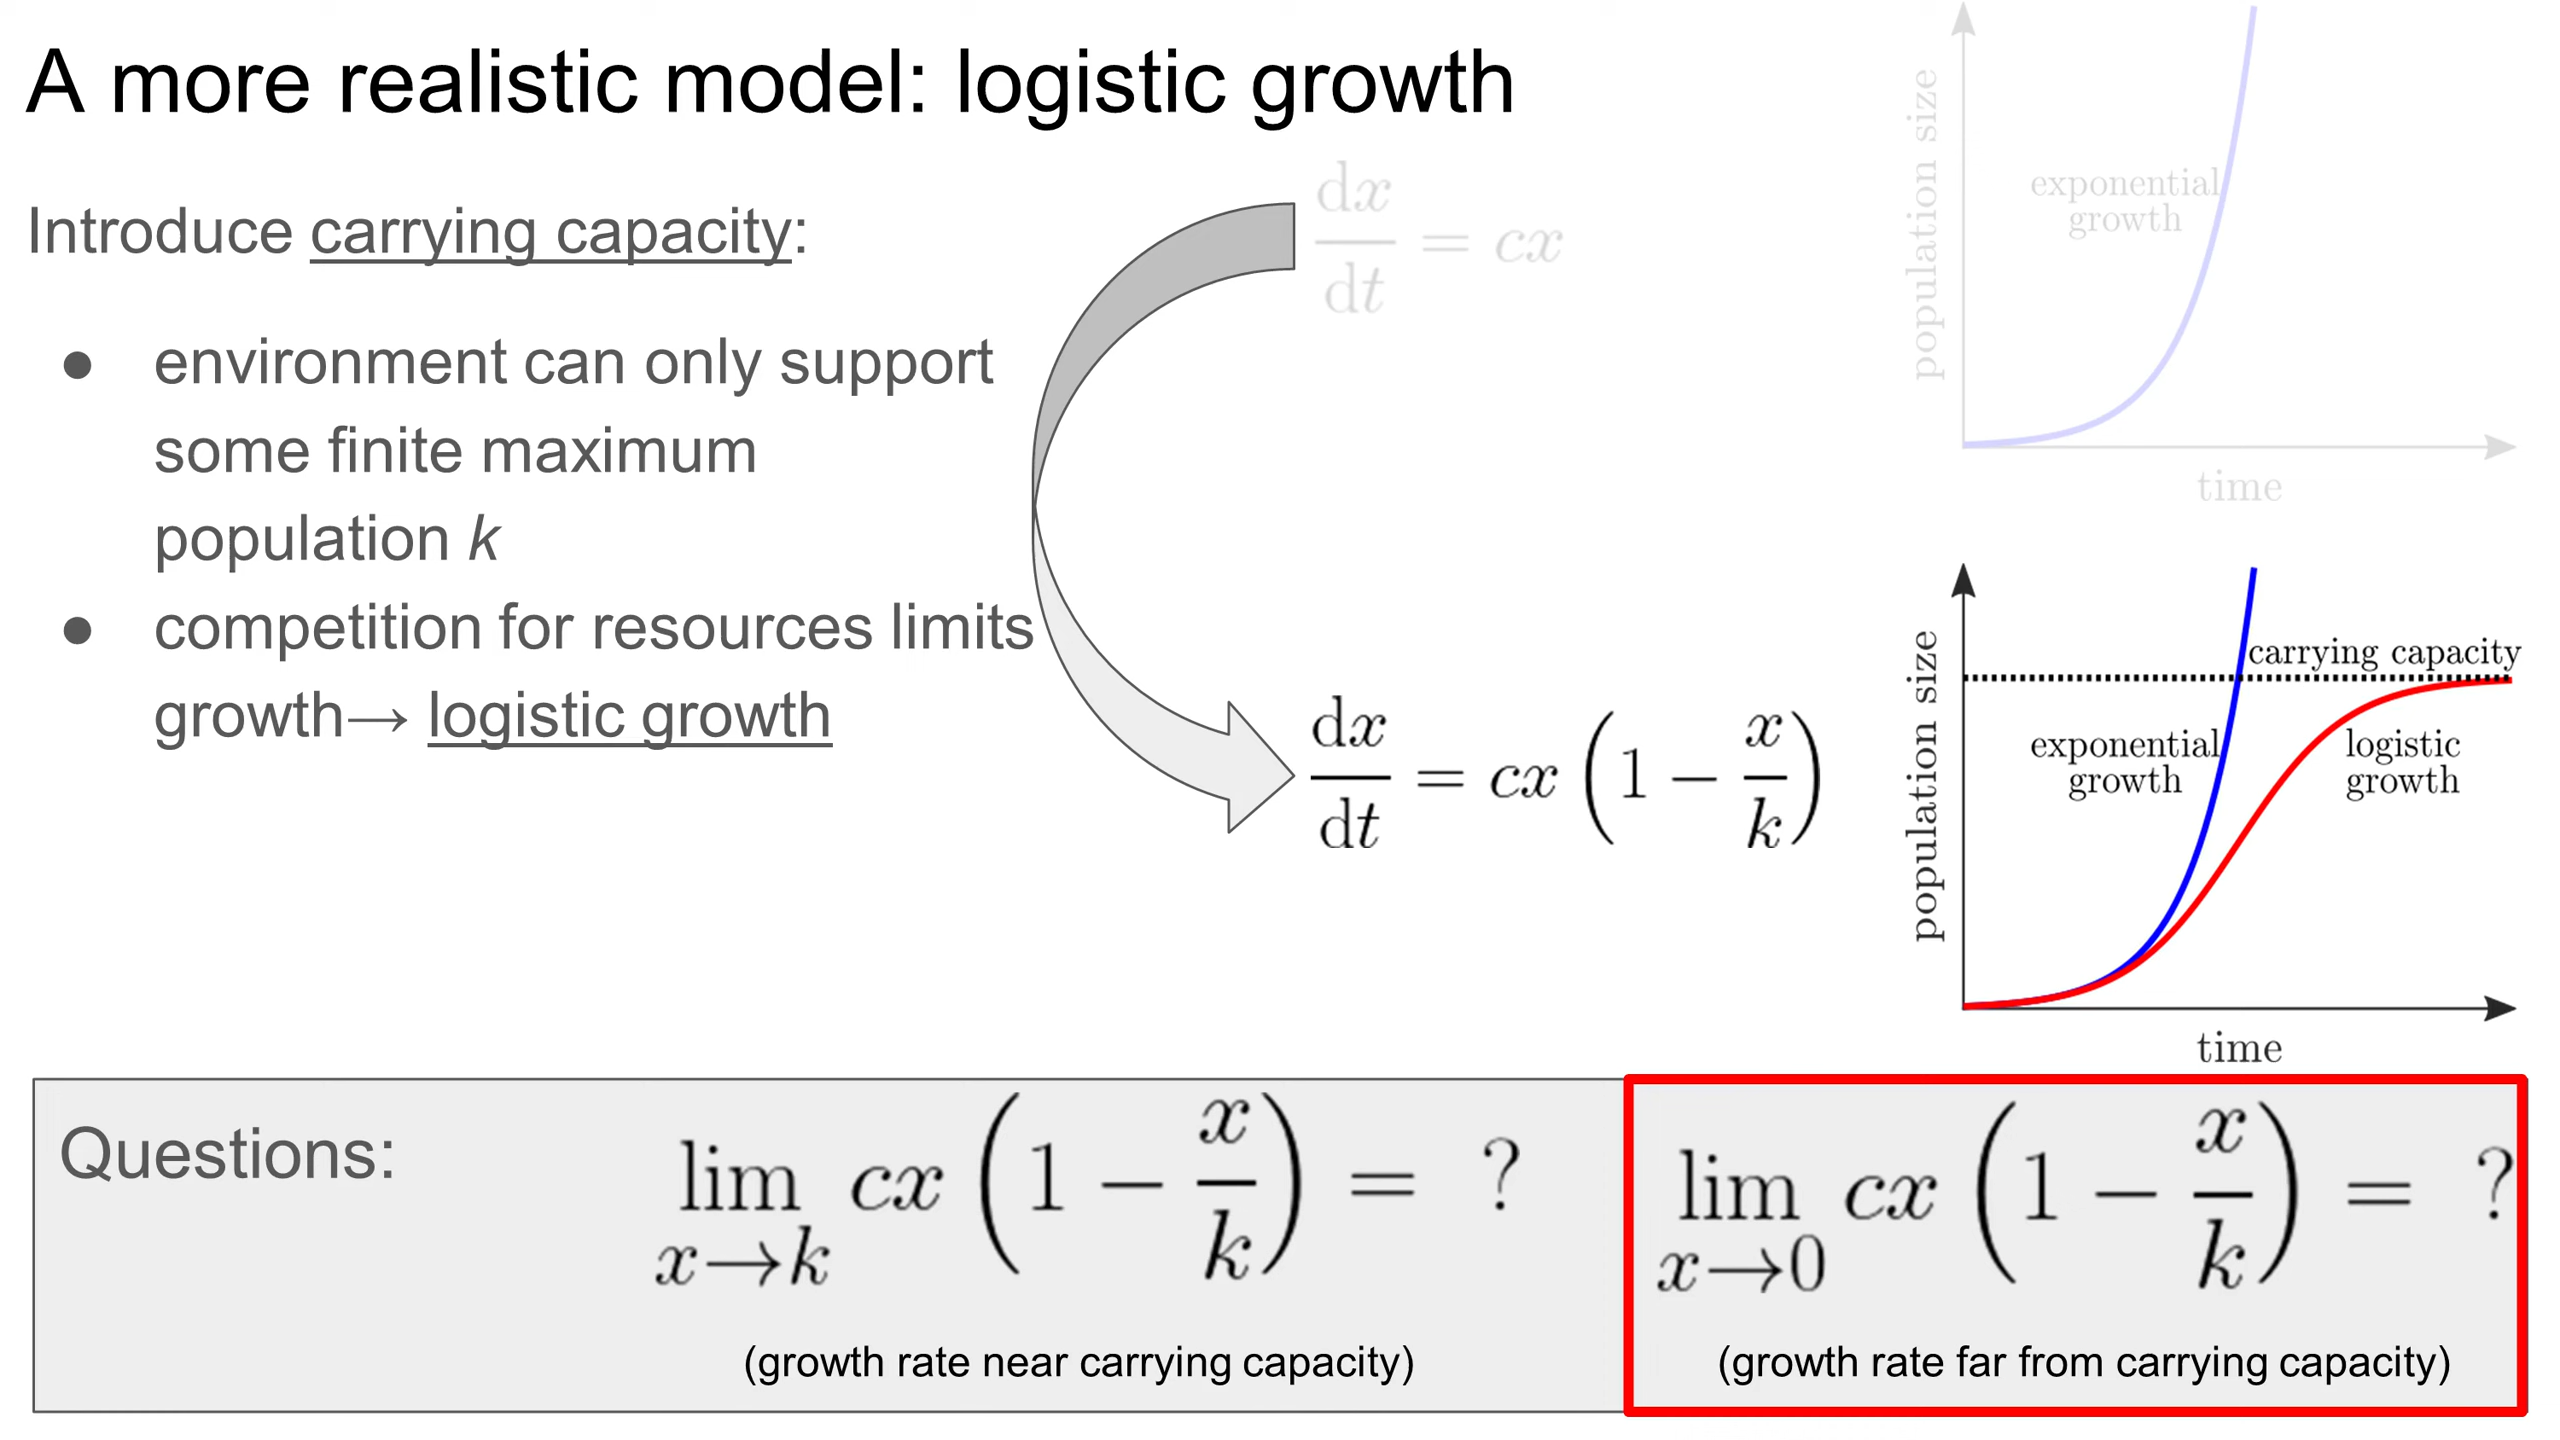 A more realistic model: logistic growth
Introduce carrying capacity:
● environment can only support
some finite maximum
population k
● competition for resources limits
growth→ logistic growth
dx/dt = cx
dx/dt = cx (1 − x/k)
population size
exponential
growth
time
population size
carrying capacity
exponential
growth
logistic
growth
time
Questions:
lim x→k cx (1 − x/k) = ?
(growth rate near carrying capacity)
lim x→0 cx (1 − x/k) = ?
(growth rate far from carrying capacity)